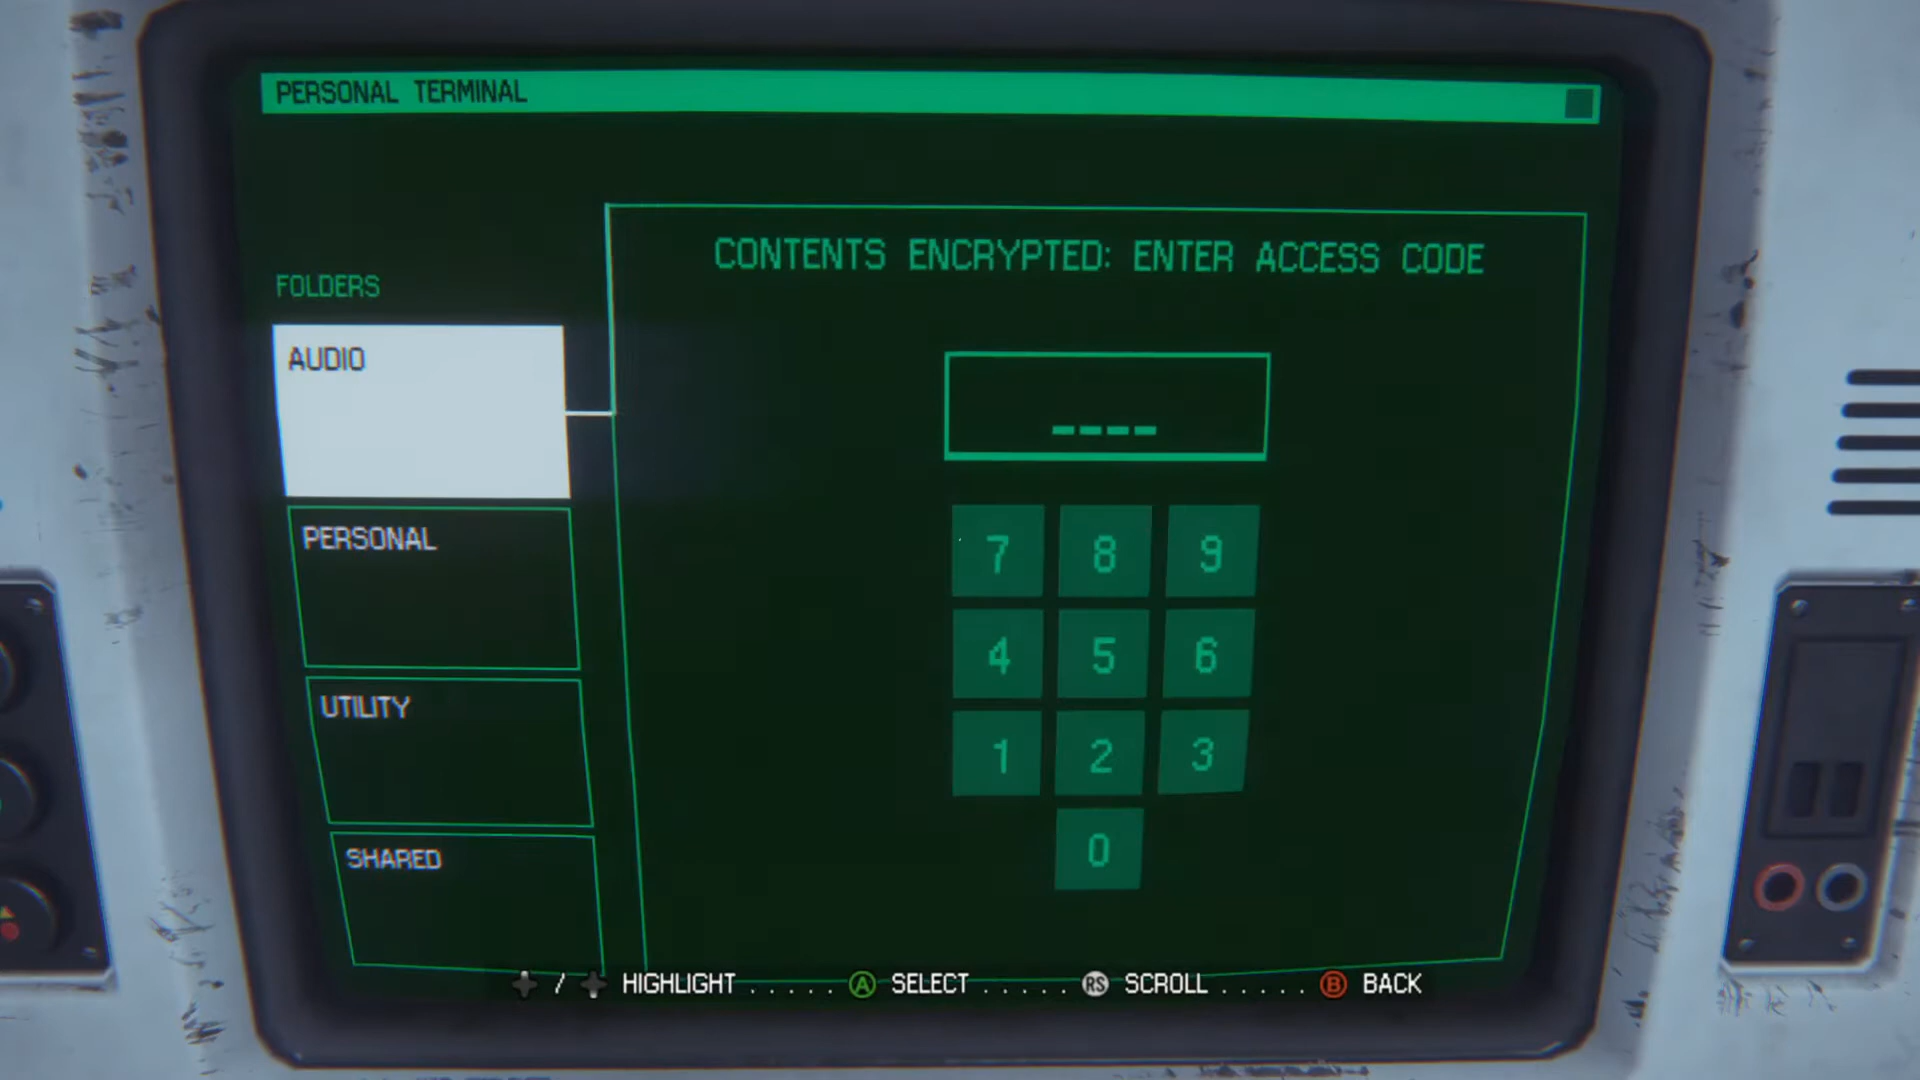 PERSONAL TERMINAL
FOLDERS
AUDIO
PERSONAL
UTILITY
SHARED
CONTENTS ENCRYPTED: ENTER ACCESS CODE
____
7 8 9
4 5 6
1 2 3
0
/ HIGHLIGHT ..... A SELECT ..... RS SCROLL ..... B BACK